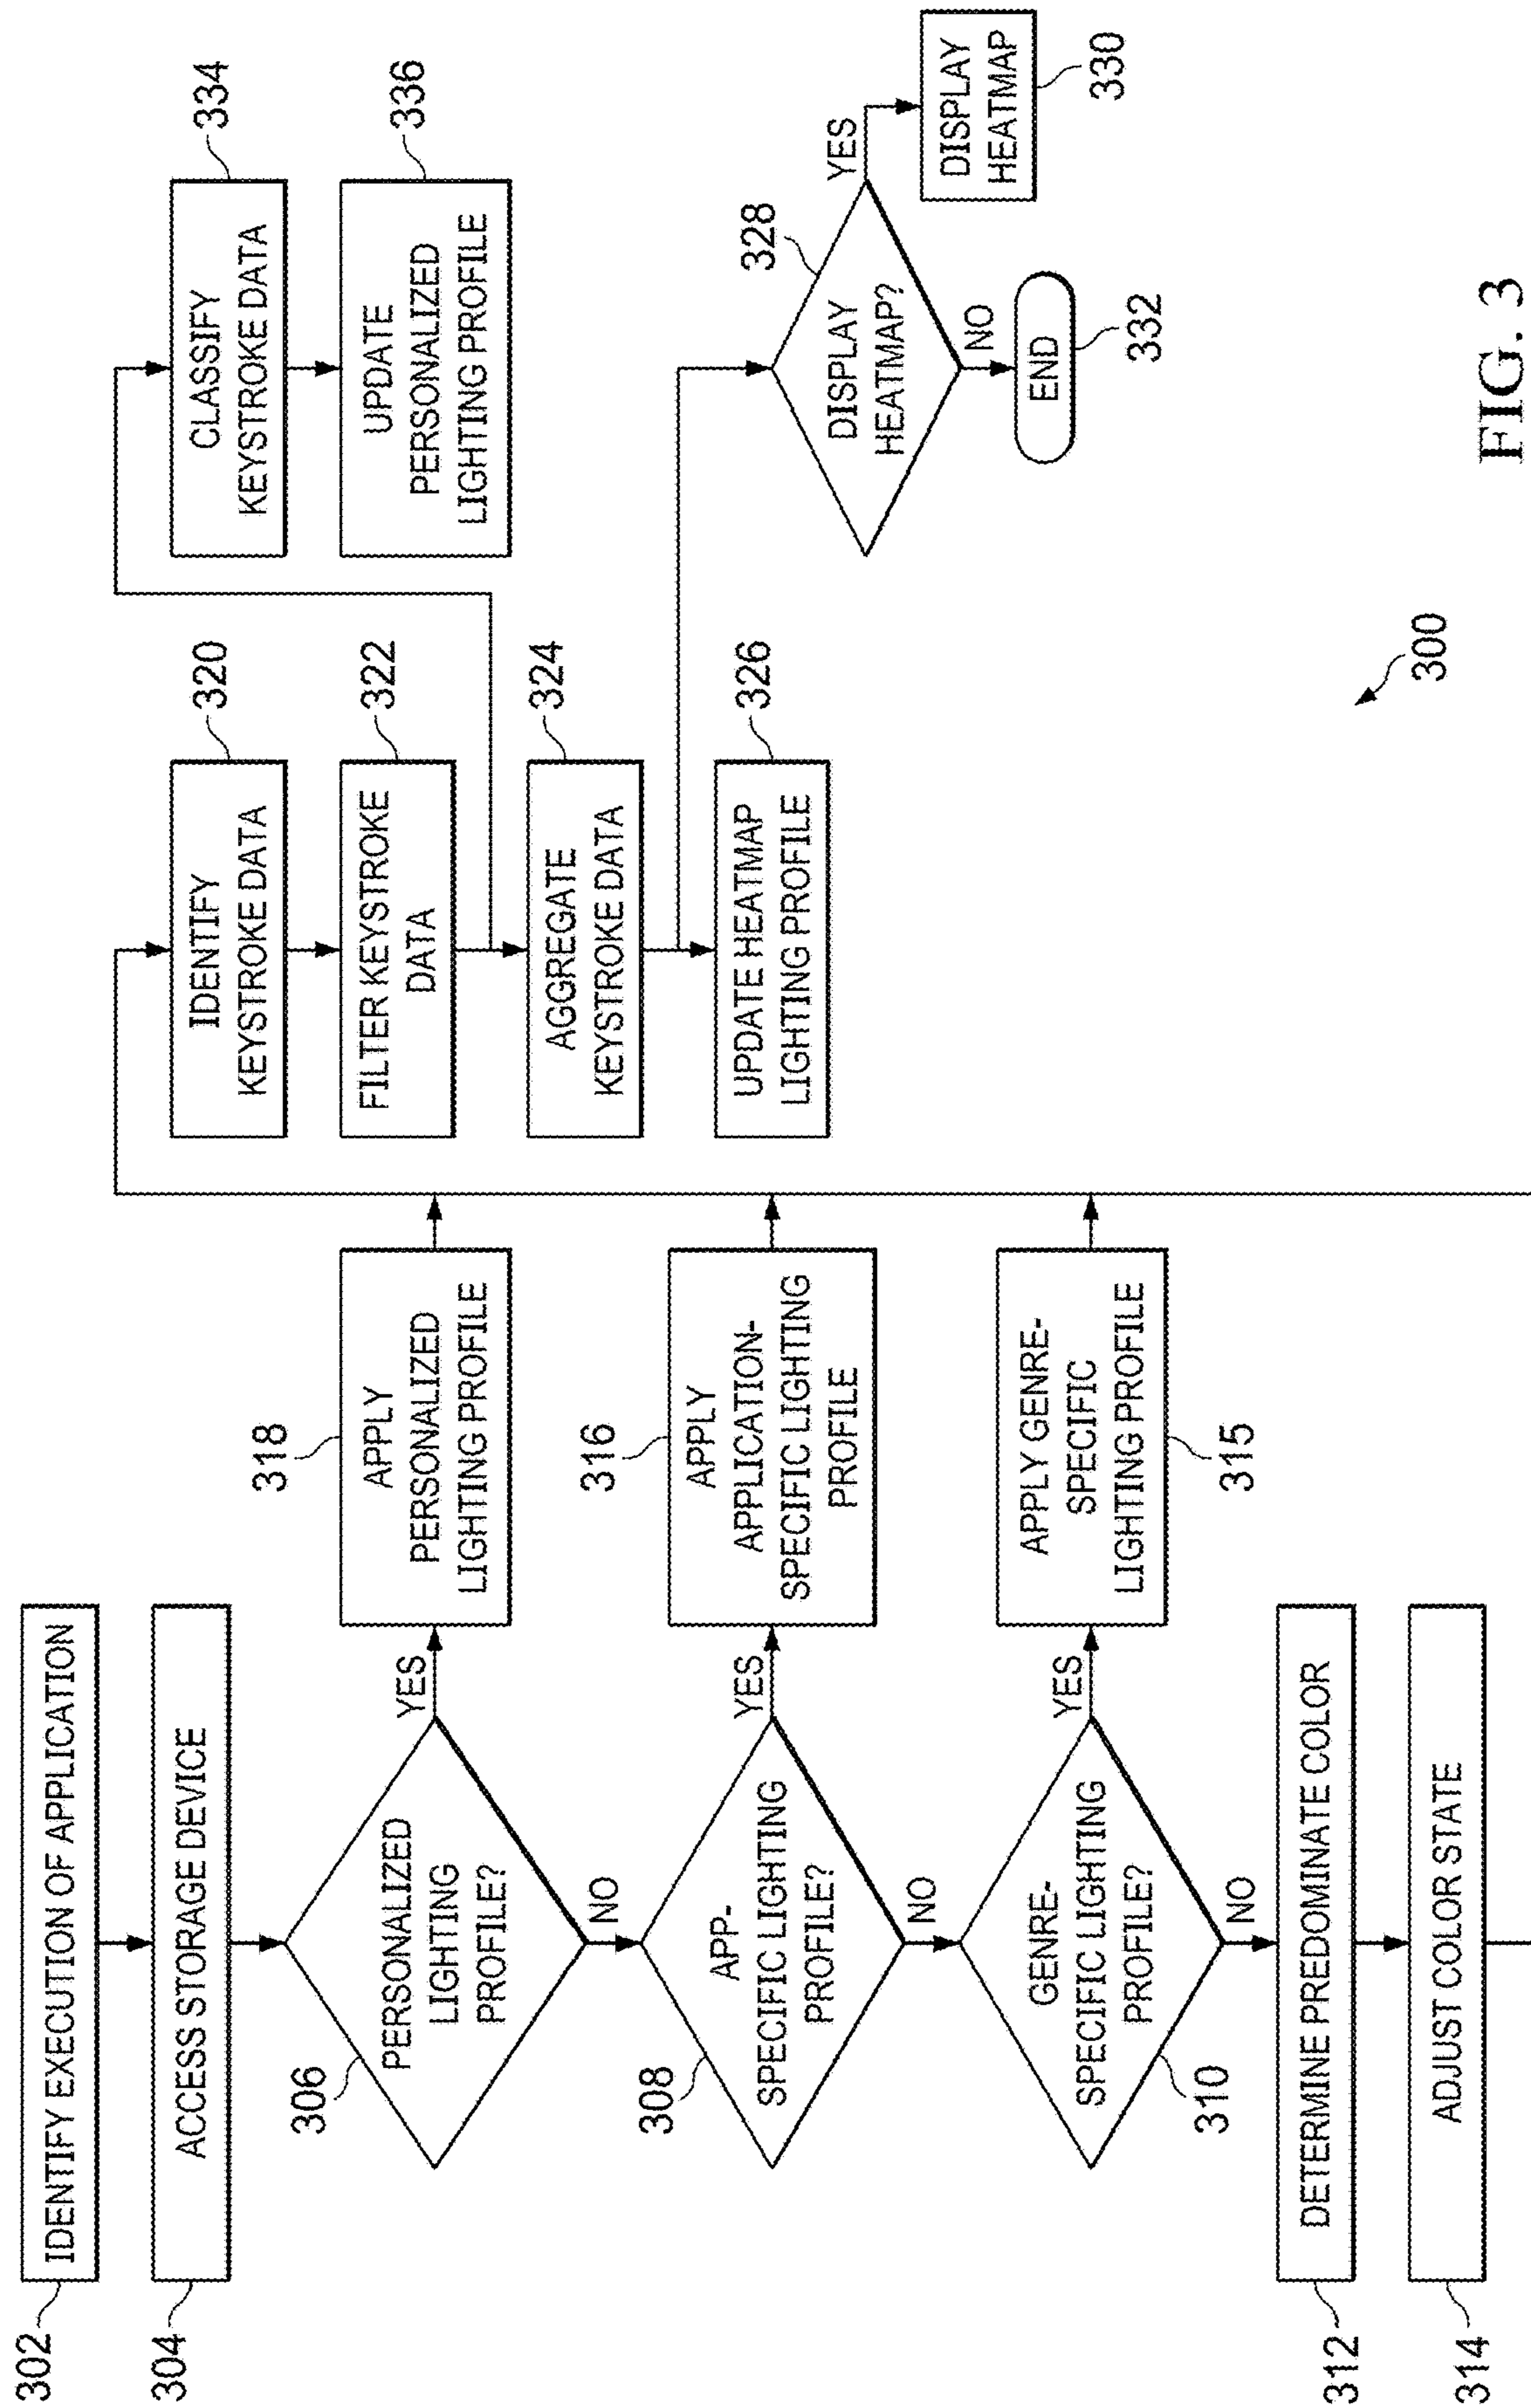 302
IDENTIFY EXECUTION OF APPLICATION
304
ACCESS STORAGE DEVICE
306
PERSONALIZED
LIGHTING
PROFILE?
YES
NO
318
APPLY
PERSONALIZED
LIGHTING PROFILE
308
APP-
SPECIFIC LIGHTING
PROFILE?
YES
NO
316
APPLY
APPLICATION-
SPECIFIC LIGHTING
PROFILE
310
GENRE-
SPECIFIC LIGHTING
PROFILE?
YES
NO
APPLY GENRE-
SPECIFIC
LIGHTING PROFILE
315
312
DETERMINE PREDOMINATE COLOR
314
ADJUST COLOR STATE
320
IDENTIFY
KEYSTROKE DATA
322
FILTER KEYSTROKE
DATA
324
AGGREGATE
KEYSTROKE DATA
326
UPDATE HEATMAP
LIGHTING PROFILE
334
CLASSIFY
KEYSTROKE DATA
336
UPDATE
PERSONALIZED
LIGHTING PROFILE
328
DISPLAY
HEATMAP?
YES
NO
DISPLAY
HEATMAP
330
END
332
300
FIG. 3